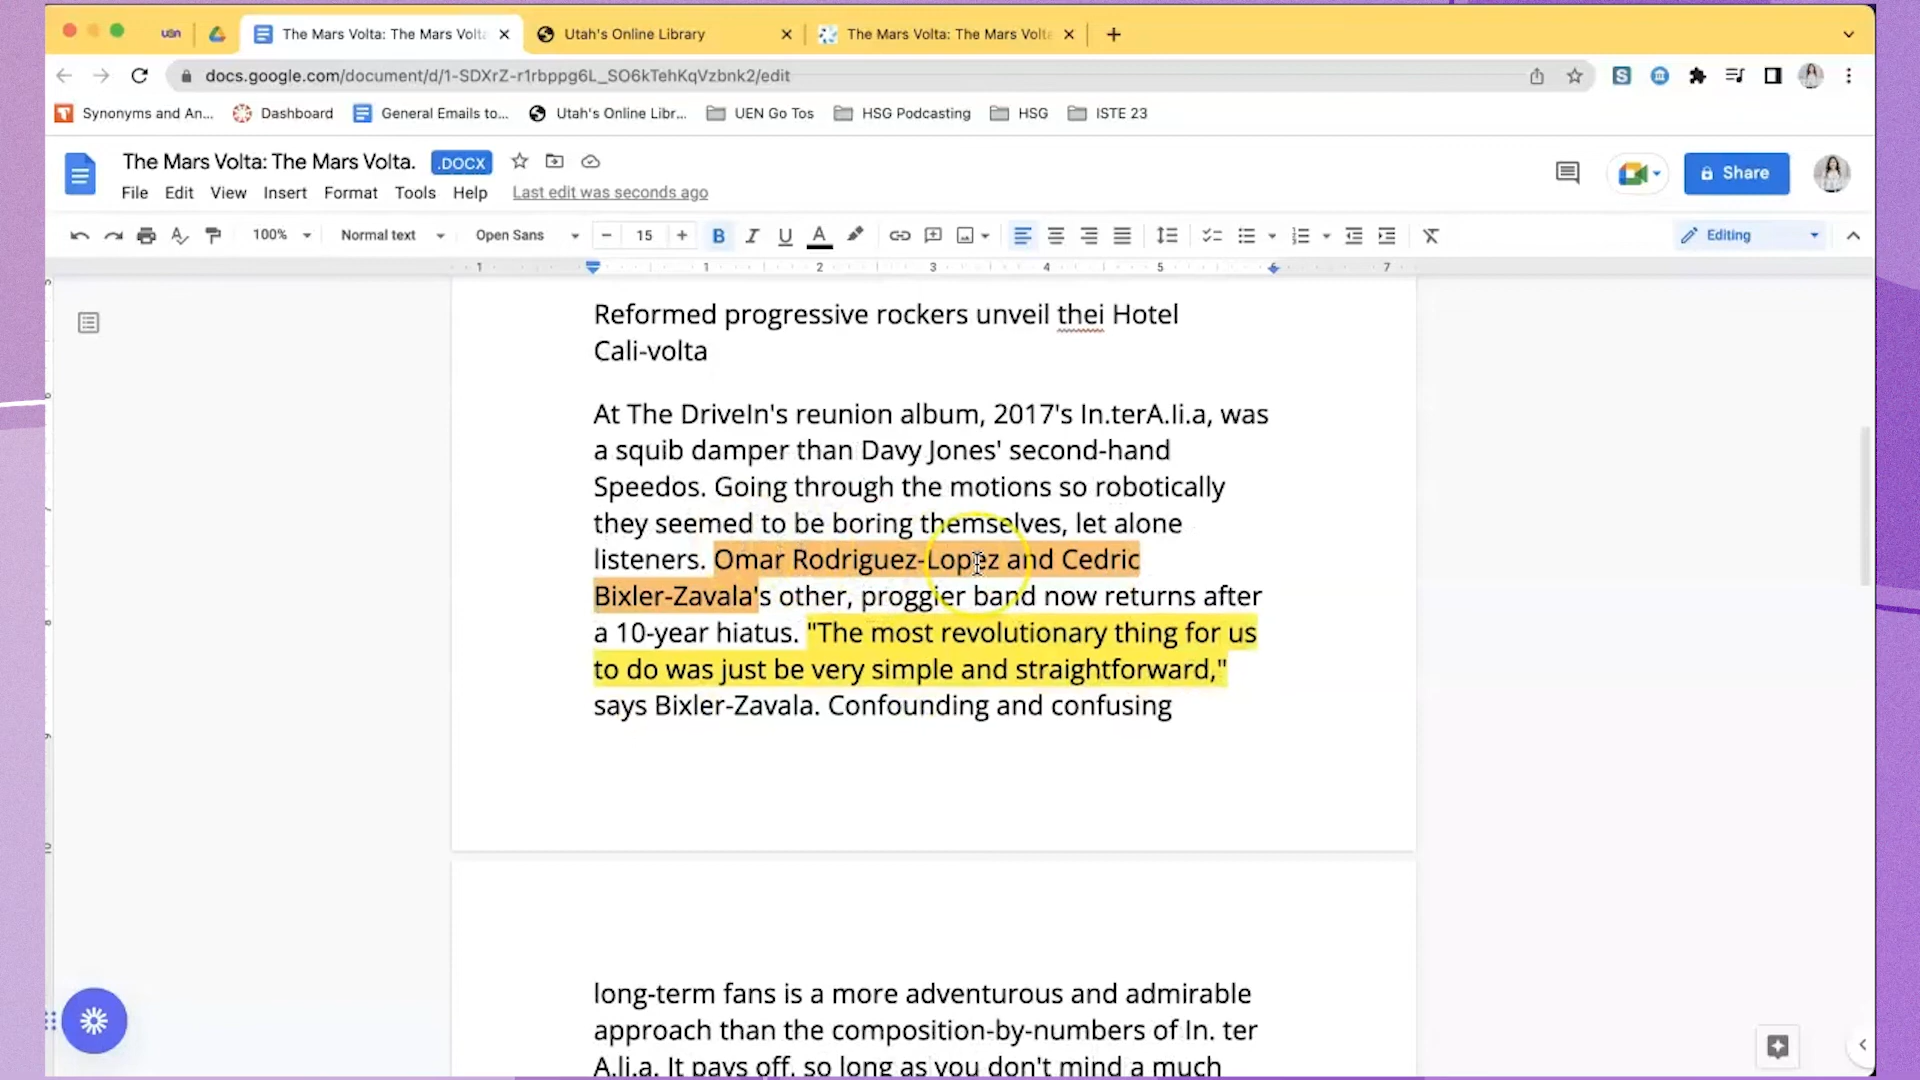 uen
The Mars Volta: The Mars Volta
Utah's Online Library
The Mars Volta: The Mars Volta
docs.google.com/document/d/1-SDXrZ-r1rbppg6L_SO6kTehKqVzbnk2/edit
Synonyms and An...
Dashboard
General Emails to...
Utah's Online Libr...
UEN Go Tos
HSG Podcasting
HSG
ISTE 23
The Mars Volta: The Mars Volta.
.DOCX
Share
File Edit View Insert Format Tools Help
Last edit was seconds ago
100%
Normal text
Open Sans
15
Editing
1 1 2 3 4 5 6 7
Reformed progressive rockers unveil thei Hotel
Cali-volta
At The DriveIn's reunion album, 2017's In.terA.li.a, was
a squib damper than Davy Jones' second-hand
Speedos. Going through the motions so robotically
they seemed to be boring themselves, let alone
listeners. Omar Rodriguez-Lopez and Cedric
Bixler-Zavala's other, proggier band now returns after
a 10-year hiatus. "The most revolutionary thing for us
to do was just be very simple and straightforward,"
says Bixler-Zavala. Confounding and confusing
long-term fans is a more adventurous and admirable
approach than the composition-by-numbers of In. ter
A.li.a. It pays off, so long as you don't mind a much